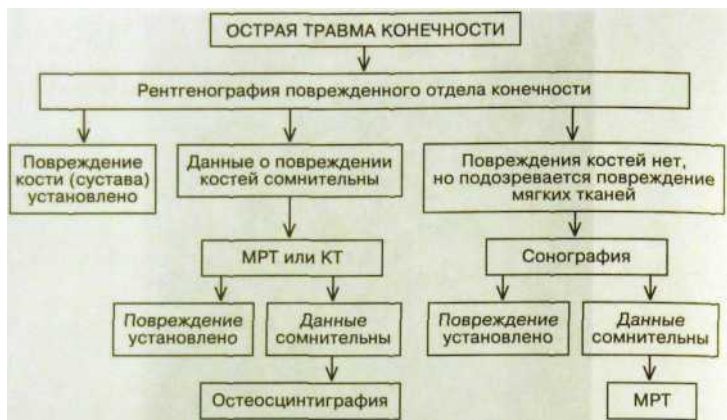 ОСТРАЯ ТРАВМА КОНЕЧНОСТИ
Рентгенография поврежденного отдела конечности
Повреждение
кости (сустава)
установлено
Данные о повреждении
костей сомнительны
Повреждения костей нет,
но подозревается повреждение
мягких тканей
МРТ или КТ
Сонография
Повреждение
установлено
Данные
сомнительны
Повреждение
установлено
Данные
сомнительны
Остеосцинтиграфия
МРТ